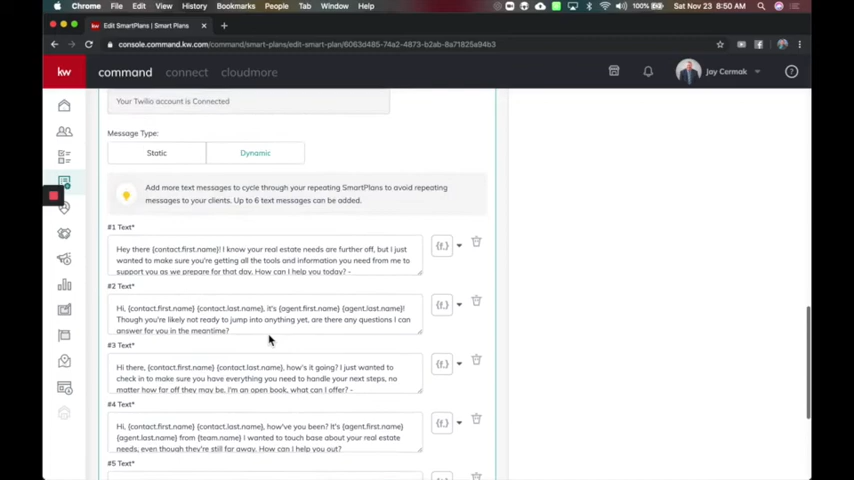 Chrome File Edit View History Bookmarks People Tab Window Help
100% Sat Nov 23 8:50 AM
Edit SmartPlans | Smart Plans
console.command.kw.com/command/smart-plans/edit-smart-plan/6063d485-74a2-4873-b2ab-8a71825a94b3
kw command connect cloudmore Jay Cermak
Your Twilio account is Connected
Message Type:
Static Dynamic
Add more text messages to cycle through your repeating SmartPlans to avoid repeating
messages to your clients. Up to 6 text messages can be added.
#1 Text*
Hey there {contact.first.name}! I know your real estate needs are further off, but I just
wanted to make sure you're getting all the tools and information you need from me to
support you as we prepare for that day. How can I help you today? -
{f.}
#2 Text*
Hi, {contact.first.name} {contact.last.name}, it's {agent.first.name} {agent.last.name}!
Though you're likely not ready to jump into anything yet, are there any questions I can
answer for you in the meantime?
{f.}
#3 Text*
Hi there, {contact.first.name} {contact.last.name}, how's it going? I just wanted to
check in to make sure you have everything you need to handle your next steps, no
matter how far off they may be. I'm an open book, what can I offer? -
{f.}
#4 Text*
Hi, {contact.first.name} {contact.last.name}, how've you been? It's {agent.first.name}
{agent.last.name} from {team.name} I wanted to touch base about your real estate
needs, even though they're still far away. How can I help you out?
{f.}
#5 Text*